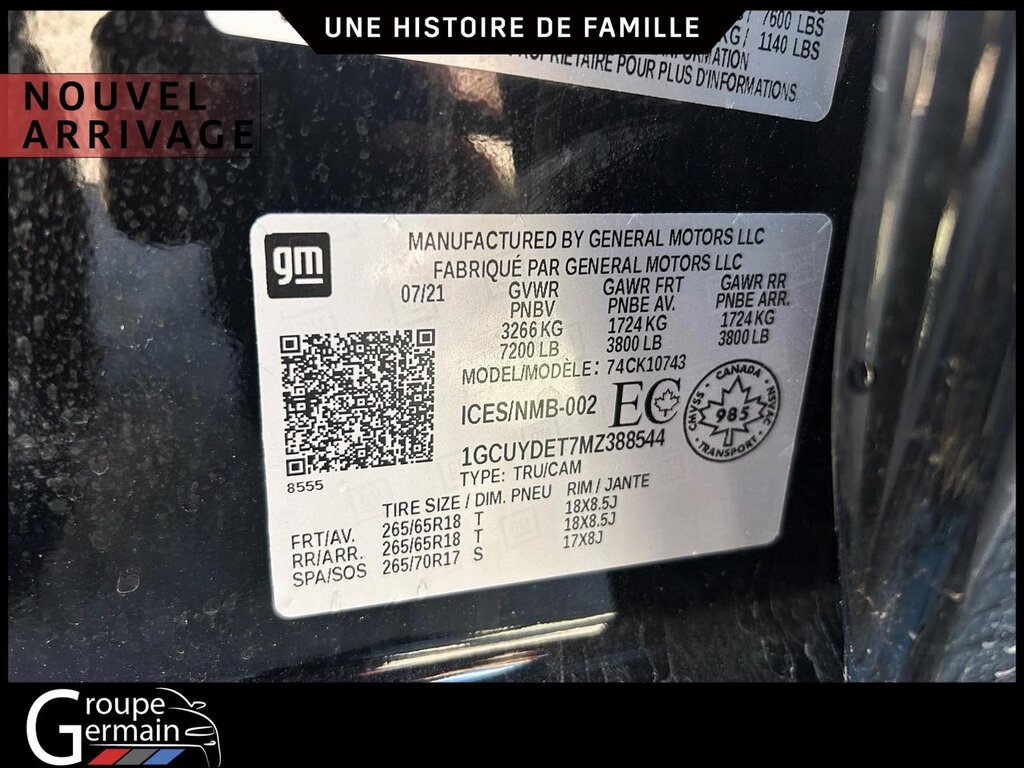 UNE HISTOIRE DE FAMILLE
7600 LBS
KG/ 1140 LBS
PROPRIÉTAIRE POUR PLUS D'INFORMATIONS
NOUVEL
ARRIVAGE
gm
MANUFACTURED BY GENERAL MOTORS LLC
FABRIQUÉ PAR GENERAL MOTORS LLC
07/21 GVWR GAWR FRT GAWR RR
PNBV PNBE AV. PNBE ARR.
3266 KG 1724 KG 1724 KG
7200 LB 3800 LB 3800 LB
MODEL/MODÈLE: 74CK10743
ICES/NMB-002 EC
CANADA
CMVSS 985 NSVAC
TRANSPORT
1GCUYDET7MZ388544
TYPE: TRU/CAM
8555
TIRE SIZE / DIM. PNEU RIM / JANTE
FRT/AV. 265/65R18 T 18X8.5J
RR/ARR. 265/65R18 T 18X8.5J
SPA/SOS 265/70R17 S 17X8J
Groupe
Germain